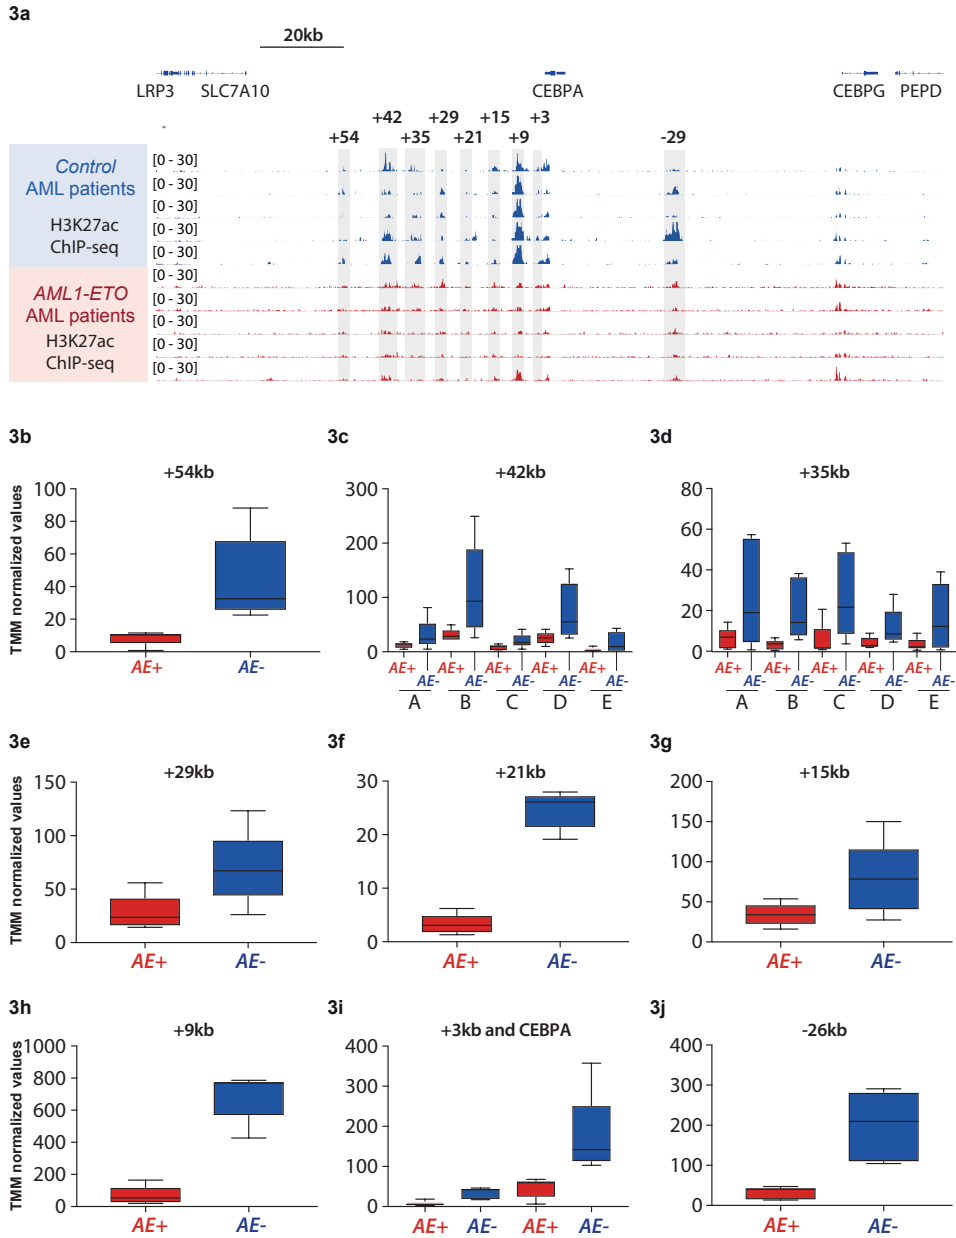 3a
20kb
LRP3 SLC7A10 CEBPA CEBPG PEPD
+42 +29 +15 +3
+54 +35 +21 +9 -29
Control
AML patients
H3K27ac
ChIP-seq
[0 - 30]
[0 - 30]
[0 - 30]
[0 - 30]
[0 - 30]
AML1-ETO
AML patients
H3K27ac
ChIP-seq
[0 - 30]
[0 - 30]
[0 - 30]
[0 - 30]
[0 - 30]
3b
+54kb
TMM normalized values
100
80
60
40
20
0
AE+ AE-
3c
+42kb
300
200
100
0
AE+ AE+ AE+ AE+ AE+
AE- AE- AE- AE- AE-
A B C D E
3d
+35kb
80
60
40
20
0
AE+ AE+ AE+ AE+ AE+
AE- AE- AE- AE- AE-
A B C D E
3e
+29kb
TMM normalized values
150
100
50
0
AE+ AE-
3f
+21kb
30
20
10
0
AE+ AE-
3g
+15kb
200
150
100
50
0
AE+ AE-
3h
+9kb
TMM normalized values
1000
800
600
400
200
0
AE+ AE-
3i
+3kb and CEBPA
400
300
200
100
0
AE+ AE- AE+ AE-
3j
-26kb
400
300
200
100
0
AE+ AE-